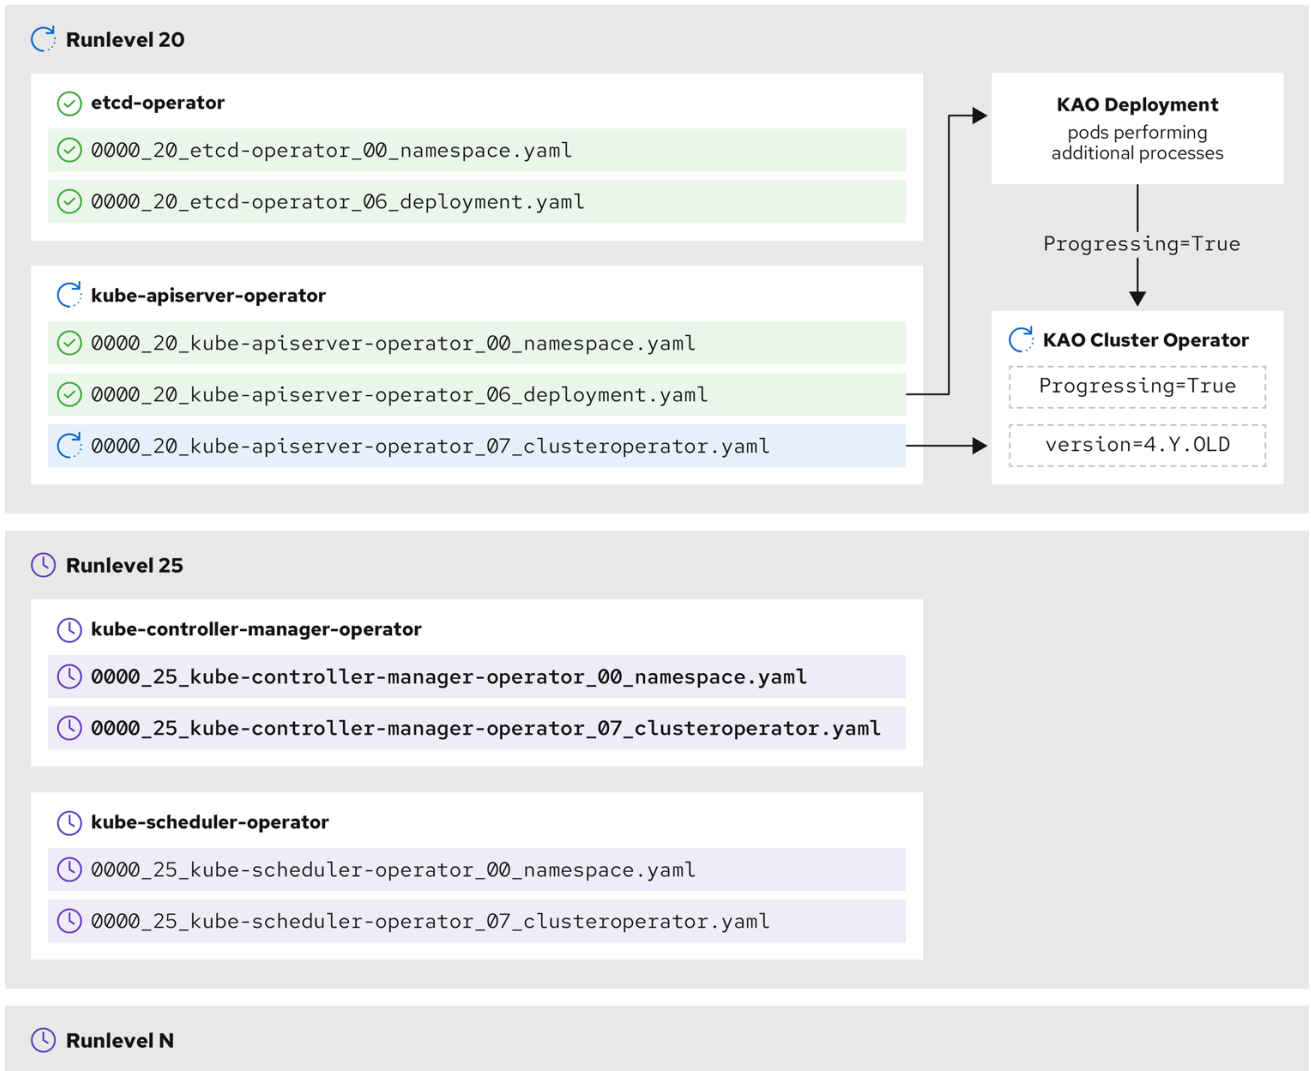 Runlevel 20
etcd-operator
0000_20_etcd-operator_00_namespace.yaml
0000_20_etcd-operator_06_deployment.yaml
kube-apiserver-operator
0000_20_kube-apiserver-operator_00_namespace.yaml
0000_20_kube-apiserver-operator_06_deployment.yaml
0000_20_kube-apiserver-operator_07_clusteroperator.yaml
KAO Deployment
pods performing
additional processes
Progressing=True
KAO Cluster Operator
Progressing=True
version=4.Y.OLD
Runlevel 25
kube-controller-manager-operator
0000_25_kube-controller-manager-operator_00_namespace.yaml
0000_25_kube-controller-manager-operator_07_clusteroperator.yaml
kube-scheduler-operator
0000_25_kube-scheduler-operator_00_namespace.yaml
0000_25_kube-scheduler-operator_07_clusteroperator.yaml
Runlevel N